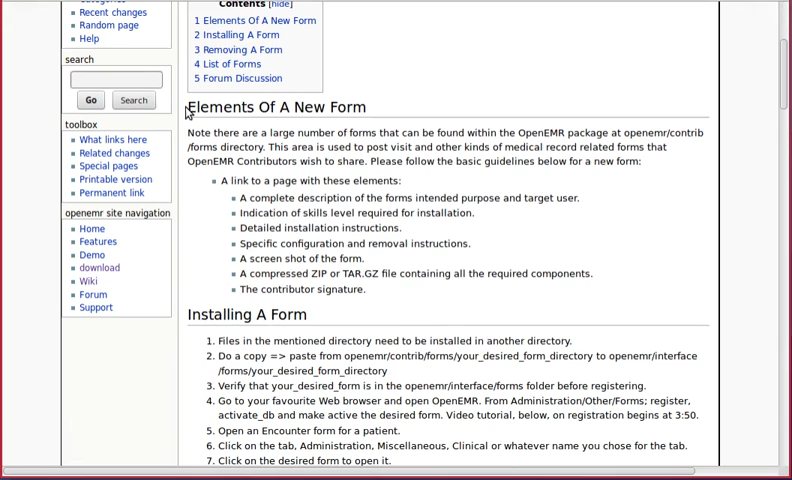 Contents [hide]
1 Elements Of A New Form
2 Installing A Form
3 Removing A Form
4 List of Forms
5 Forum Discussion
Recent changes
Random page
Help
search
Go
Search
toolbox
What links here
Related changes
Special pages
Printable version
Permanent link
openemr site navigation
Home
Features
Demo
download
Wiki
Forum
Support
Elements Of A New Form
Note there are a large number of forms that can be found within the OpenEMR package at openemr/contrib
/forms directory. This area is used to post visit and other kinds of medical record related forms that
OpenEMR Contributors wish to share. Please follow the basic guidelines below for a new form:
A link to a page with these elements:
A complete description of the forms intended purpose and target user.
Indication of skills level required for installation.
Detailed installation instructions.
Specific configuration and removal instructions.
A screen shot of the form.
A compressed ZIP or TAR.GZ file containing all the required components.
The contributor signature.
Installing A Form
1. Files in the mentioned directory need to be installed in another directory.
2. Do a copy => paste from openemr/contrib/forms/your_desired_form_directory to openemr/interface
/forms/your_desired_form_directory
3. Verify that your_desired_form is in the openemr/interface/forms folder before registering.
4. Go to your favourite Web browser and open OpenEMR. From Administration/Other/Forms; register,
activate_db and make active the desired form. Video tutorial, below, on registration begins at 3:50.
5. Open an Encounter form for a patient.
6. Click on the tab, Administration, Miscellaneous, Clinical or whatever name you chose for the tab.
7. Click on the desired form to open it.